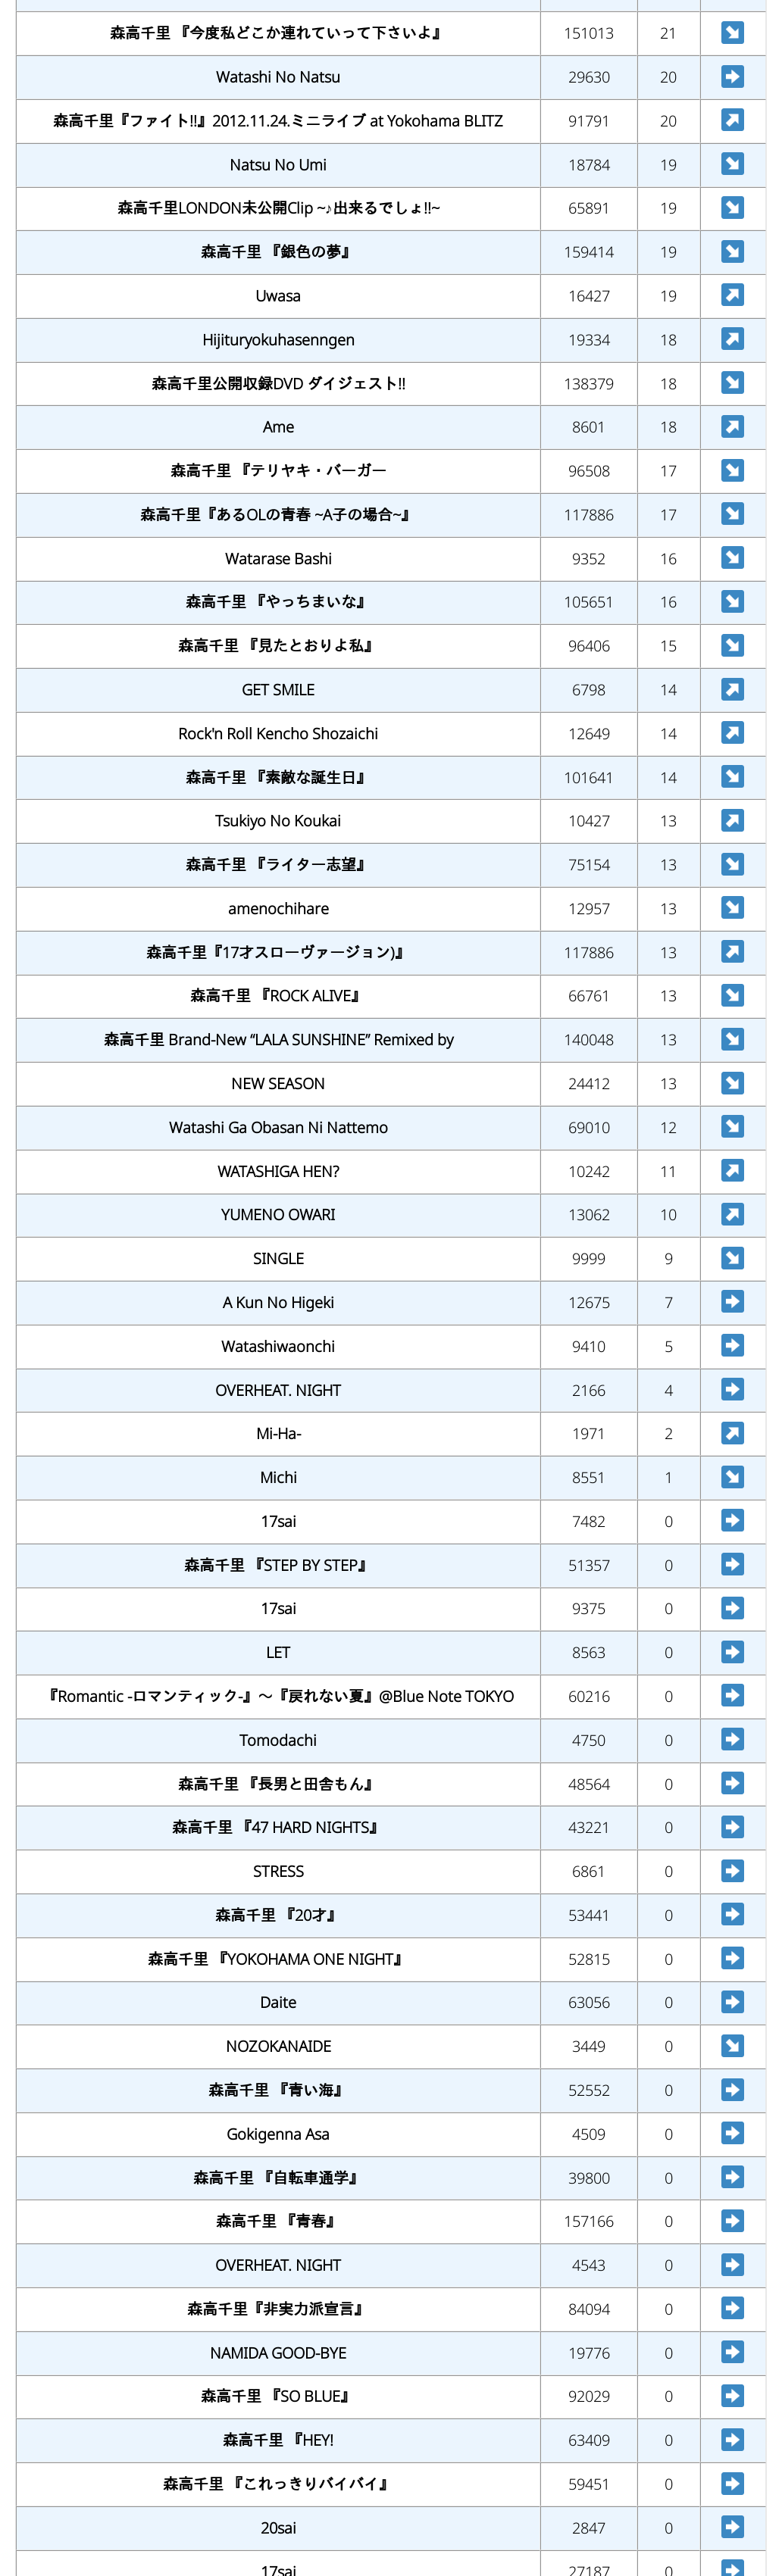 森高千里 『今度私どこか連れていって下さいよ』 151013 21 ↘
Watashi No Natsu 29630 20 ➡
森高千里『ファイト!!』2012.11.24.ミニライブ at Yokohama BLITZ 91791 20 ↗
Natsu No Umi 18784 19 ↘
森高千里LONDON未公開Clip ~♪出来るでしょ!!~ 65891 19 ↘
森高千里 『銀色の夢』 159414 19 ↘
Uwasa 16427 19 ↗
Hijituryokuhasenngen 19334 18 ↗
森高千里公開収録DVD ダイジェスト!! 138379 18 ↘
Ame 8601 18 ↗
森高千里 『テリヤキ・バーガー 96508 17 ↘
森高千里『あるOLの青春 ~A子の場合~』 117886 17 ↘
Watarase Bashi 9352 16 ↘
森高千里 『やっちまいな』 105651 16 ↘
森高千里 『見たとおりよ私』 96406 15 ↘
GET SMILE 6798 14 ↗
Rock'n Roll Kencho Shozaichi 12649 14 ↗
森高千里 『素敵な誕生日』 101641 14 ↘
Tsukiyo No Koukai 10427 13 ↗
森高千里 『ライター志望』 75154 13 ↘
amenochihare 12957 13 ↘
森高千里『17才スローヴァージョン)』 117886 13 ↗
森高千里 『ROCK ALIVE』 66761 13 ↘
森高千里 Brand-New “LALA SUNSHINE” Remixed by 140048 13 ↘
NEW SEASON 24412 13 ↘
Watashi Ga Obasan Ni Nattemo 69010 12 ↘
WATASHIGA HEN? 10242 11 ↗
YUMENO OWARI 13062 10 ↗
SINGLE 9999 9 ↘
A Kun No Higeki 12675 7 ➡
Watashiwaonchi 9410 5 ➡
OVERHEAT. NIGHT 2166 4 ➡
Mi-Ha- 1971 2 ↗
Michi 8551 1 ↘
17sai 7482 0 ➡
森高千里 『STEP BY STEP』 51357 0 ➡
17sai 9375 0 ➡
LET 8563 0 ➡
『Romantic -ロマンティック-』～『戻れない夏』@Blue Note TOKYO 60216 0 ➡
Tomodachi 4750 0 ➡
森高千里 『長男と田舎もん』 48564 0 ➡
森高千里 『47 HARD NIGHTS』 43221 0 ➡
STRESS 6861 0 ➡
森高千里 『20才』 53441 0 ➡
森高千里 『YOKOHAMA ONE NIGHT』 52815 0 ➡
Daite 63056 0 ➡
NOZOKANAIDE 3449 0 ↘
森高千里 『青い海』 52552 0 ➡
Gokigenna Asa 4509 0 ➡
森高千里 『自転車通学』 39800 0 ➡
森高千里 『青春』 157166 0 ➡
OVERHEAT. NIGHT 4543 0 ➡
森高千里『非実力派宣言』 84094 0 ➡
NAMIDA GOOD-BYE 19776 0 ➡
森高千里 『SO BLUE』 92029 0 ➡
森高千里 『HEY! 63409 0 ➡
森高千里 『これっきりバイバイ』 59451 0 ➡
20sai 2847 0 ➡
17sai 27187 0 ➡